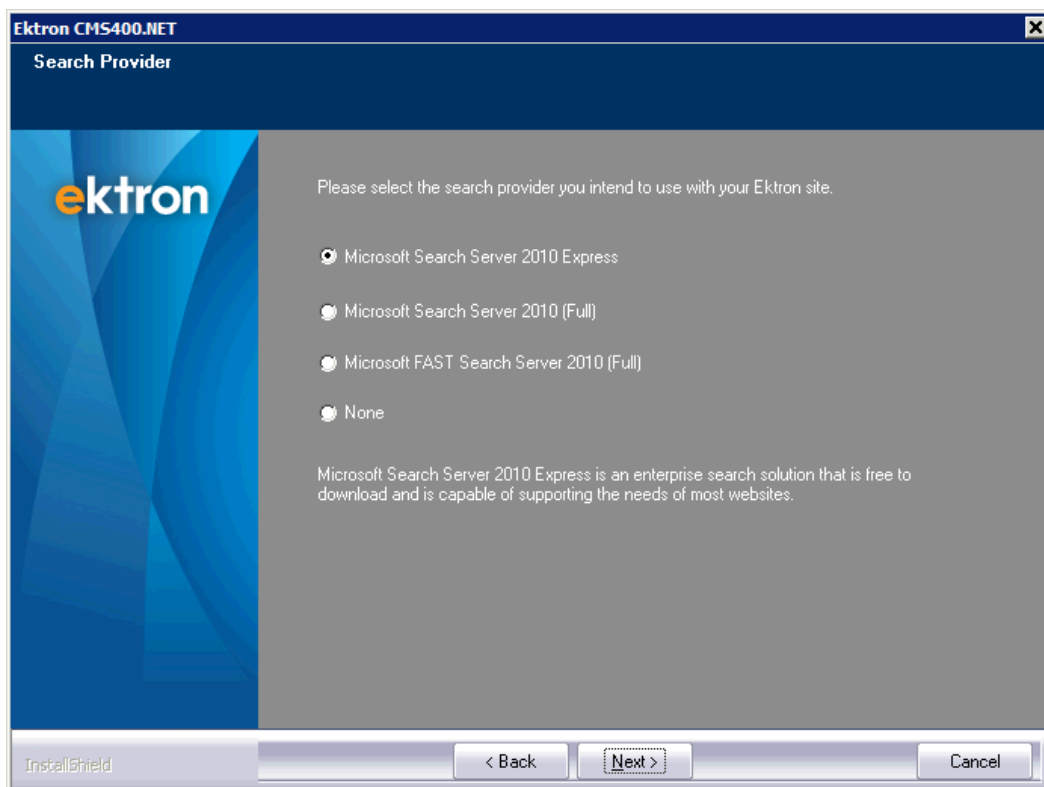 Ektron CMS400.NET
Search Provider
ektron
Please select the search provider you intend to use with your Ektron site.
Microsoft Search Server 2010 Express
Microsoft Search Server 2010 (Full)
Microsoft FAST Search Server 2010 (Full)
None
Microsoft Search Server 2010 Express is an enterprise search solution that is free to
download and is capable of supporting the needs of most websites.
InstallShield
< Back
Next >
Cancel